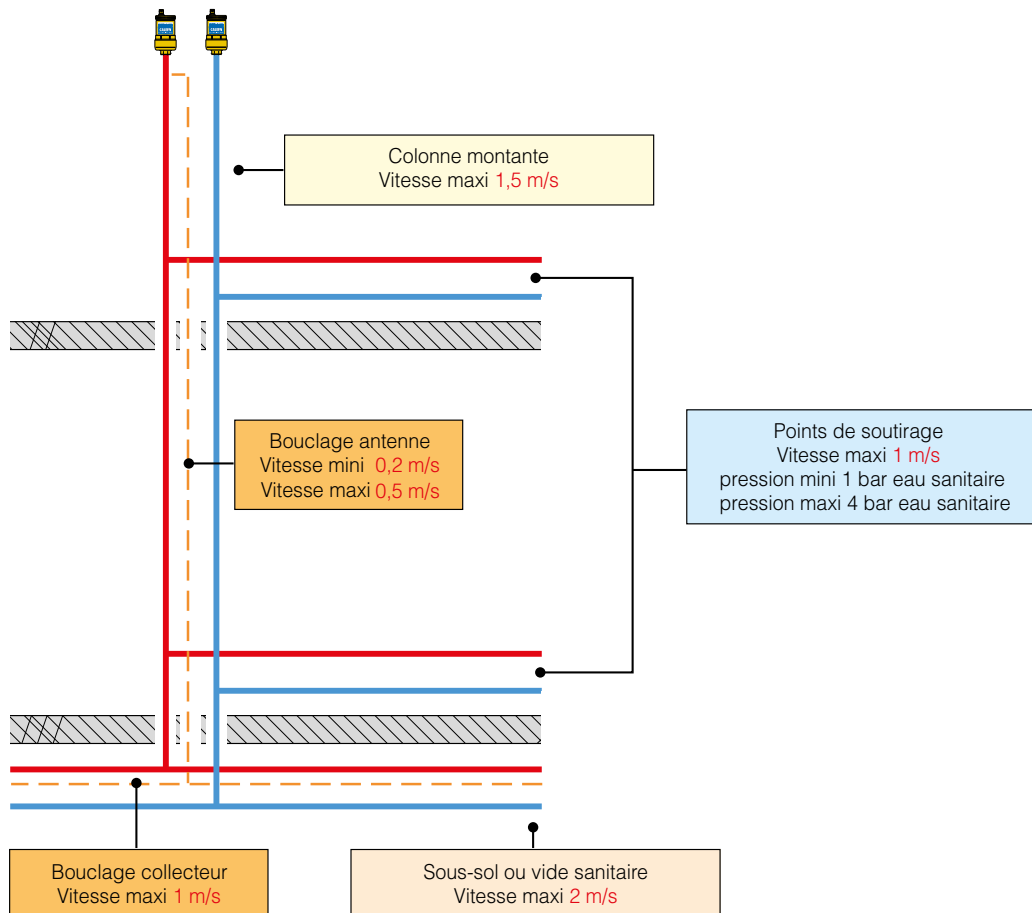 CALEFFI
CALEFFI
Colonne montante
Vitesse maxi 1,5 m/s
Bouclage antenne
Vitesse mini 0,2 m/s
Vitesse maxi 0,5 m/s
Points de soutirage
Vitesse maxi 1 m/s
pression mini 1 bar eau sanitaire
pression maxi 4 bar eau sanitaire
Bouclage collecteur
Vitesse maxi 1 m/s
Sous-sol ou vide sanitaire
Vitesse maxi 2 m/s